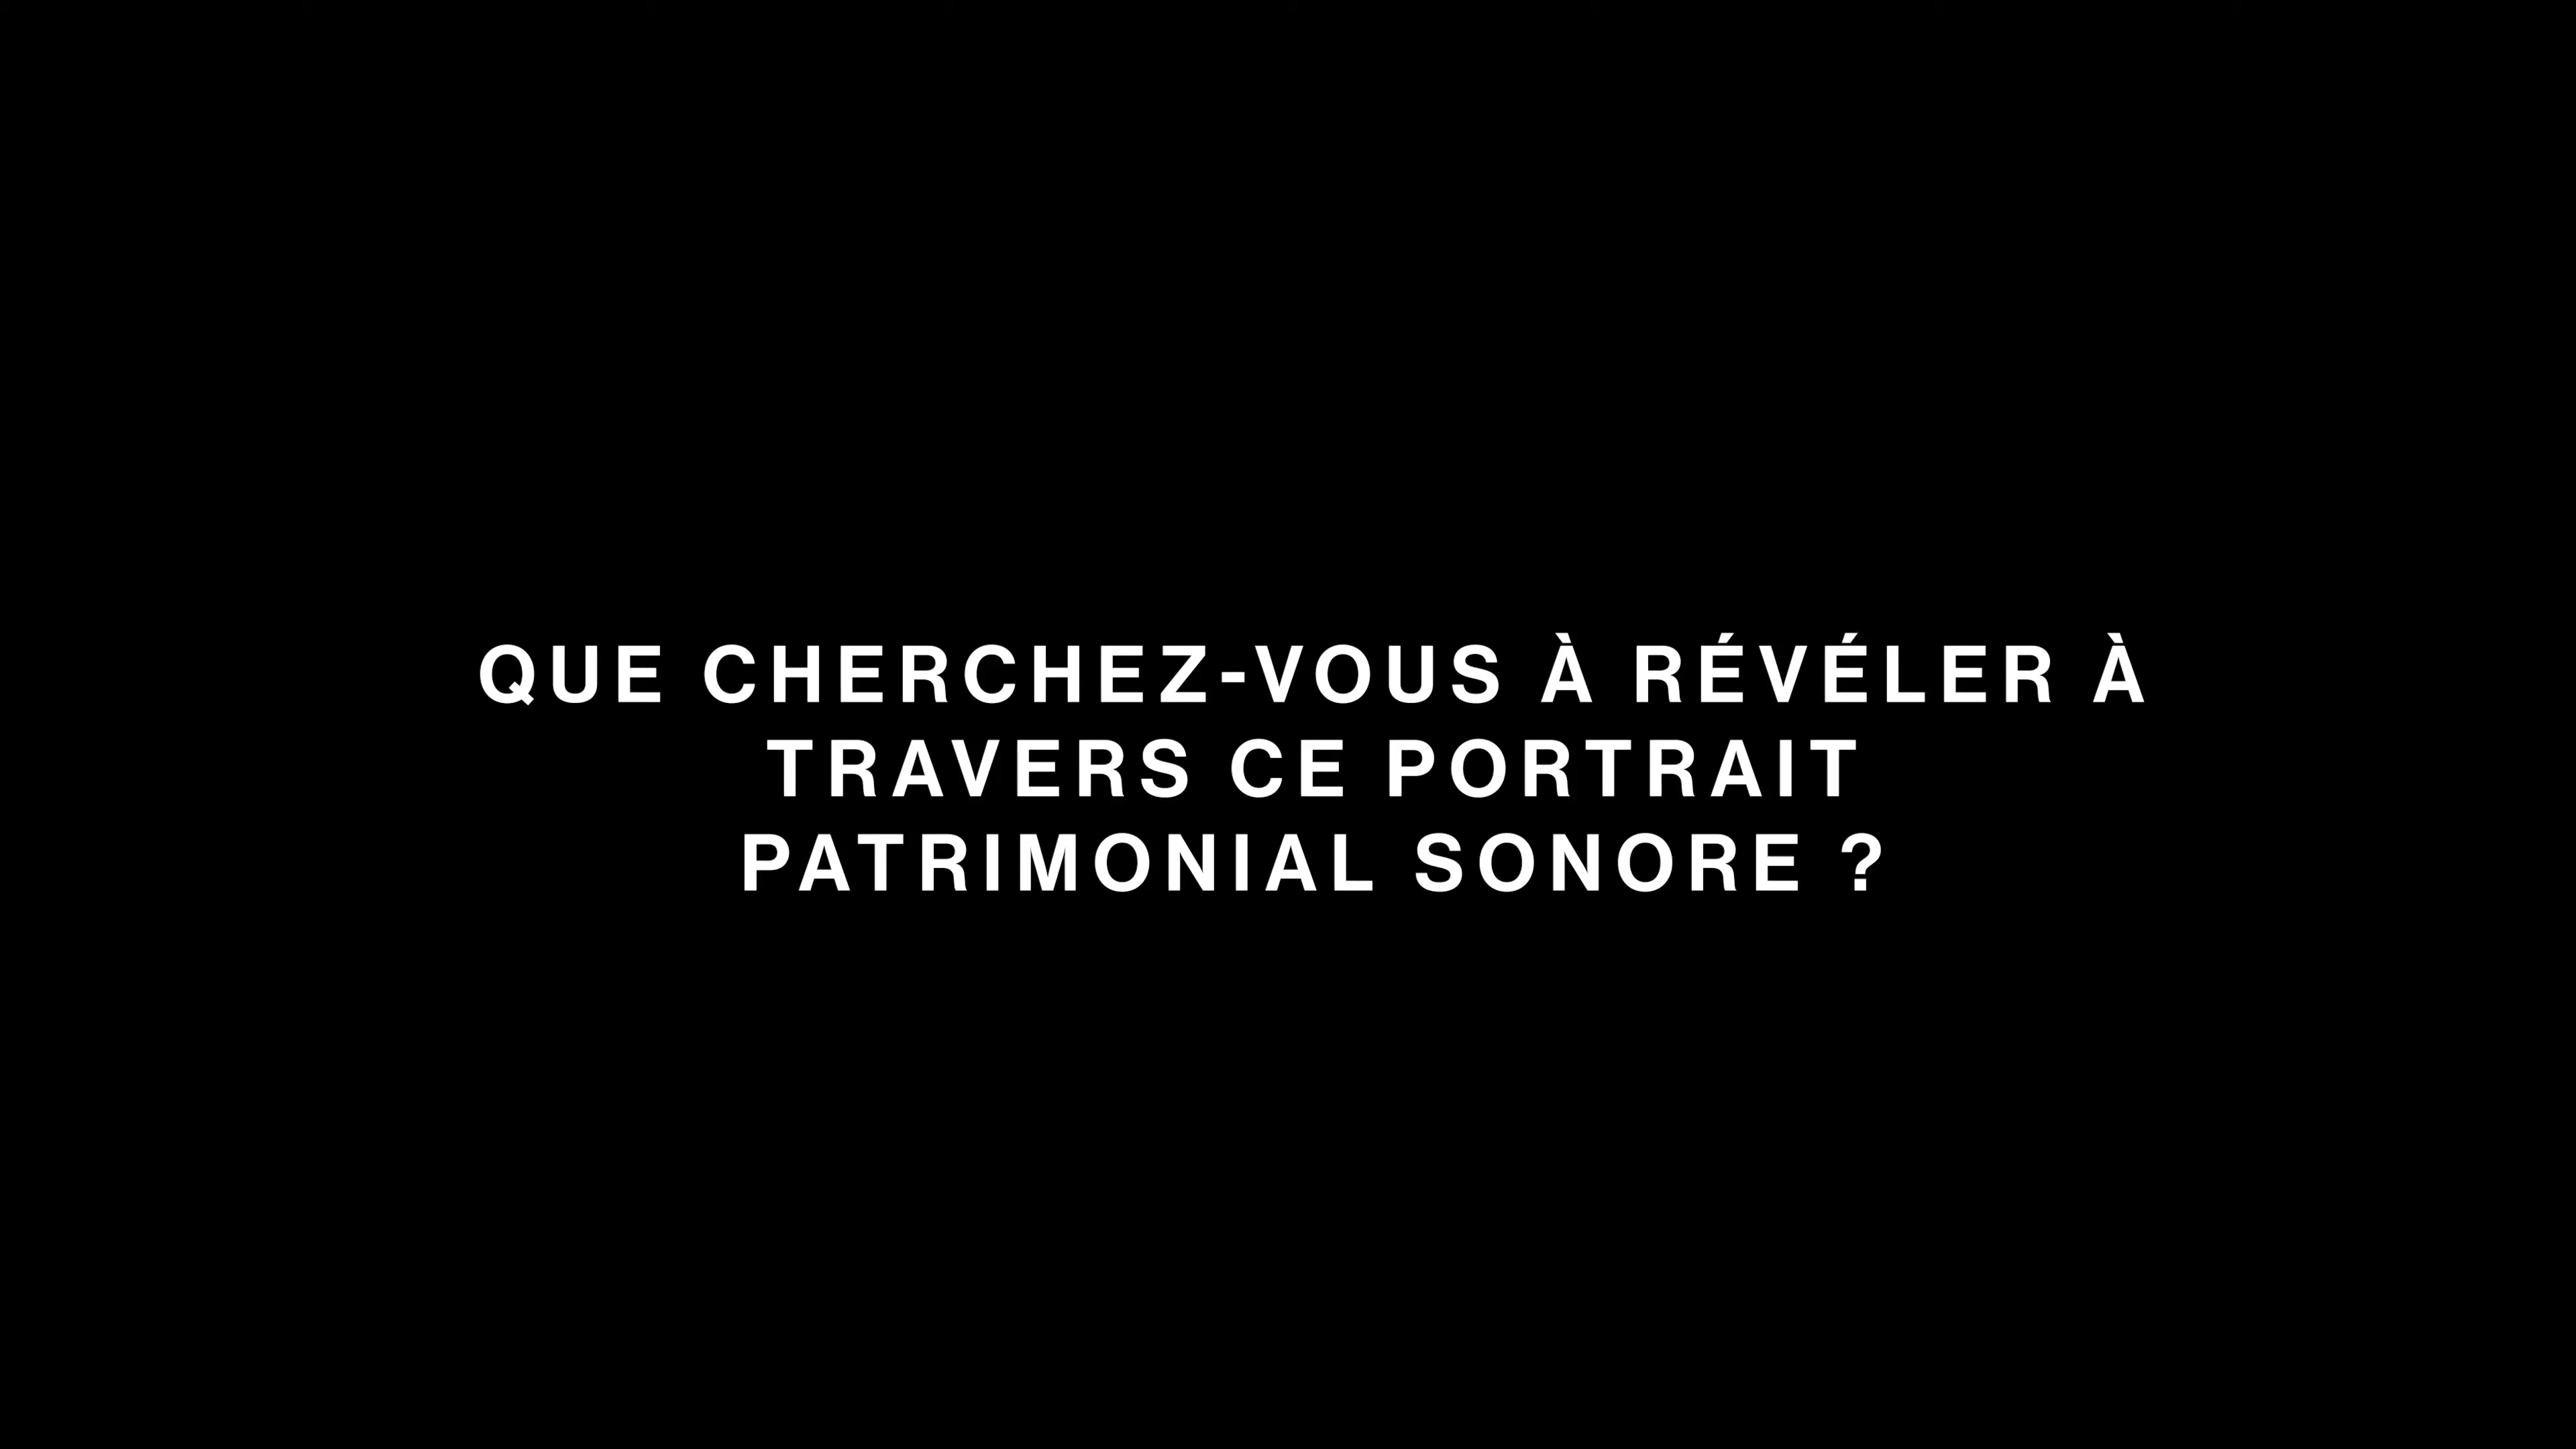 QUE CHERCHEZ-VOUS À RÉVÉLER À
TRAVERS CE PORTRAIT
PATRIMONIAL SONORE ?